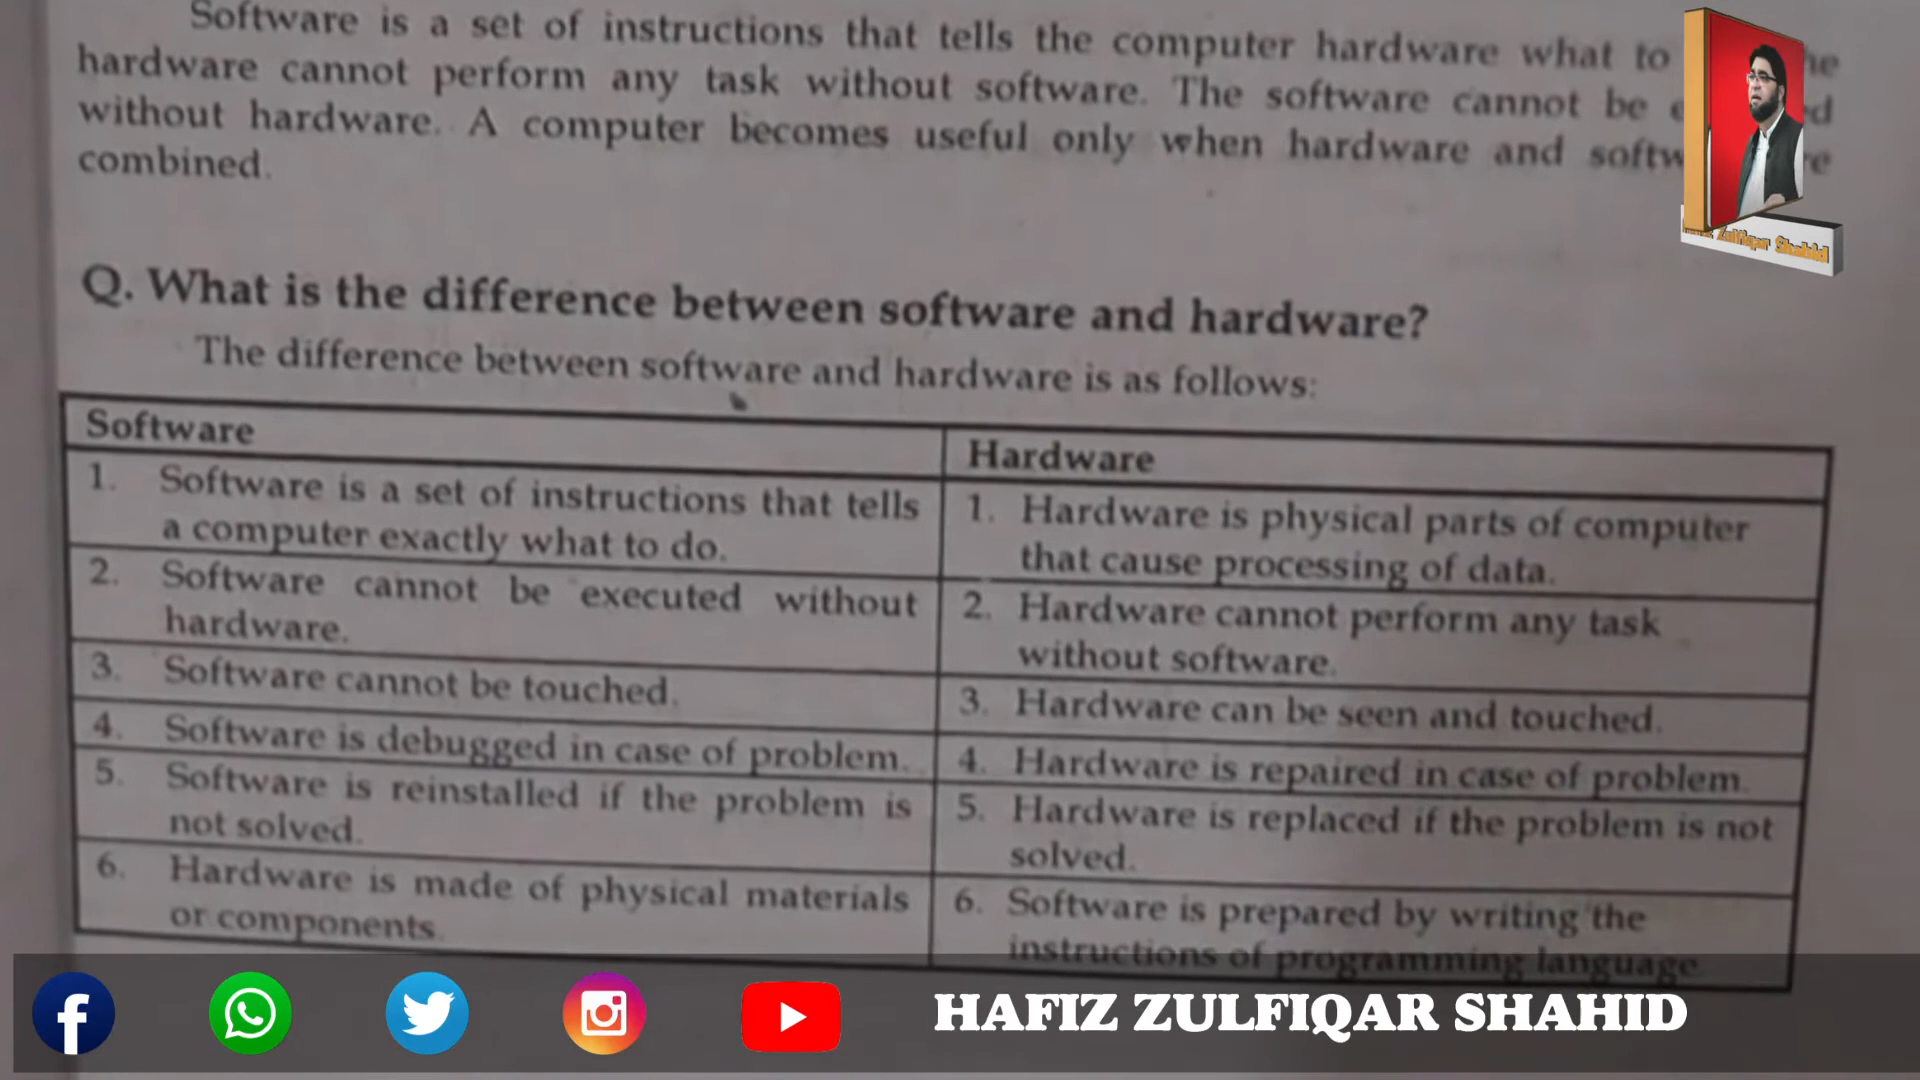 Software is a set of instructions that tells the computer hardware what to
hardware cannot perform any task without software. The software cannot be
without hardware. A computer becomes useful only when hardware and
combined.
Q. What is the difference between software and hardware?
The difference between software and hardware is as follows:
Software
1. Software is a set of instructions that tells
a computer exactly what to do.
2. Software cannot be executed without
hardware.
3. Software cannot be touched.
4. Software is debugged in case of problem.
5. Software is reinstalled if the problem is
not solved.
6. Hardware is made of physical materials
or components.
Hardware
1. Hardware is physical parts of computer
that cause processing of data.
2. Hardware cannot perform any task
without software.
3. Hardware can be seen and touched.
4. Hardware is repaired in case of problem.
5. Hardware is replaced if the problem is not
solved.
6. Software is prepared by writing the
instructions of programming language
Zulfiqar Shahid
HAFIZ ZULFIQAR SHAHID